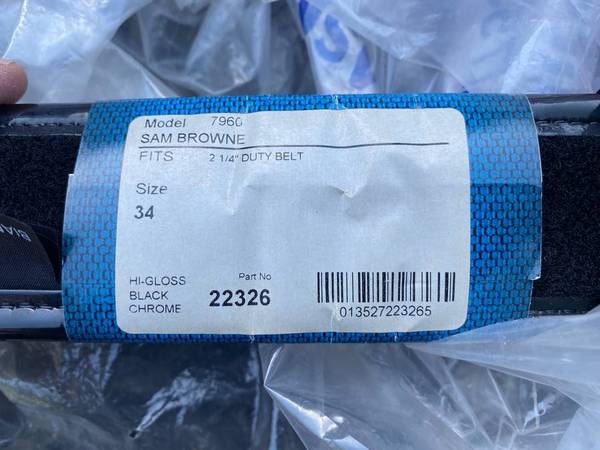 Model 7960
SAM BROWNE
FITS 2 1/4" DUTY BELT
Size
34
HI-GLOSS
BLACK
CHROME
Part No
22326
013527223265
BIAN